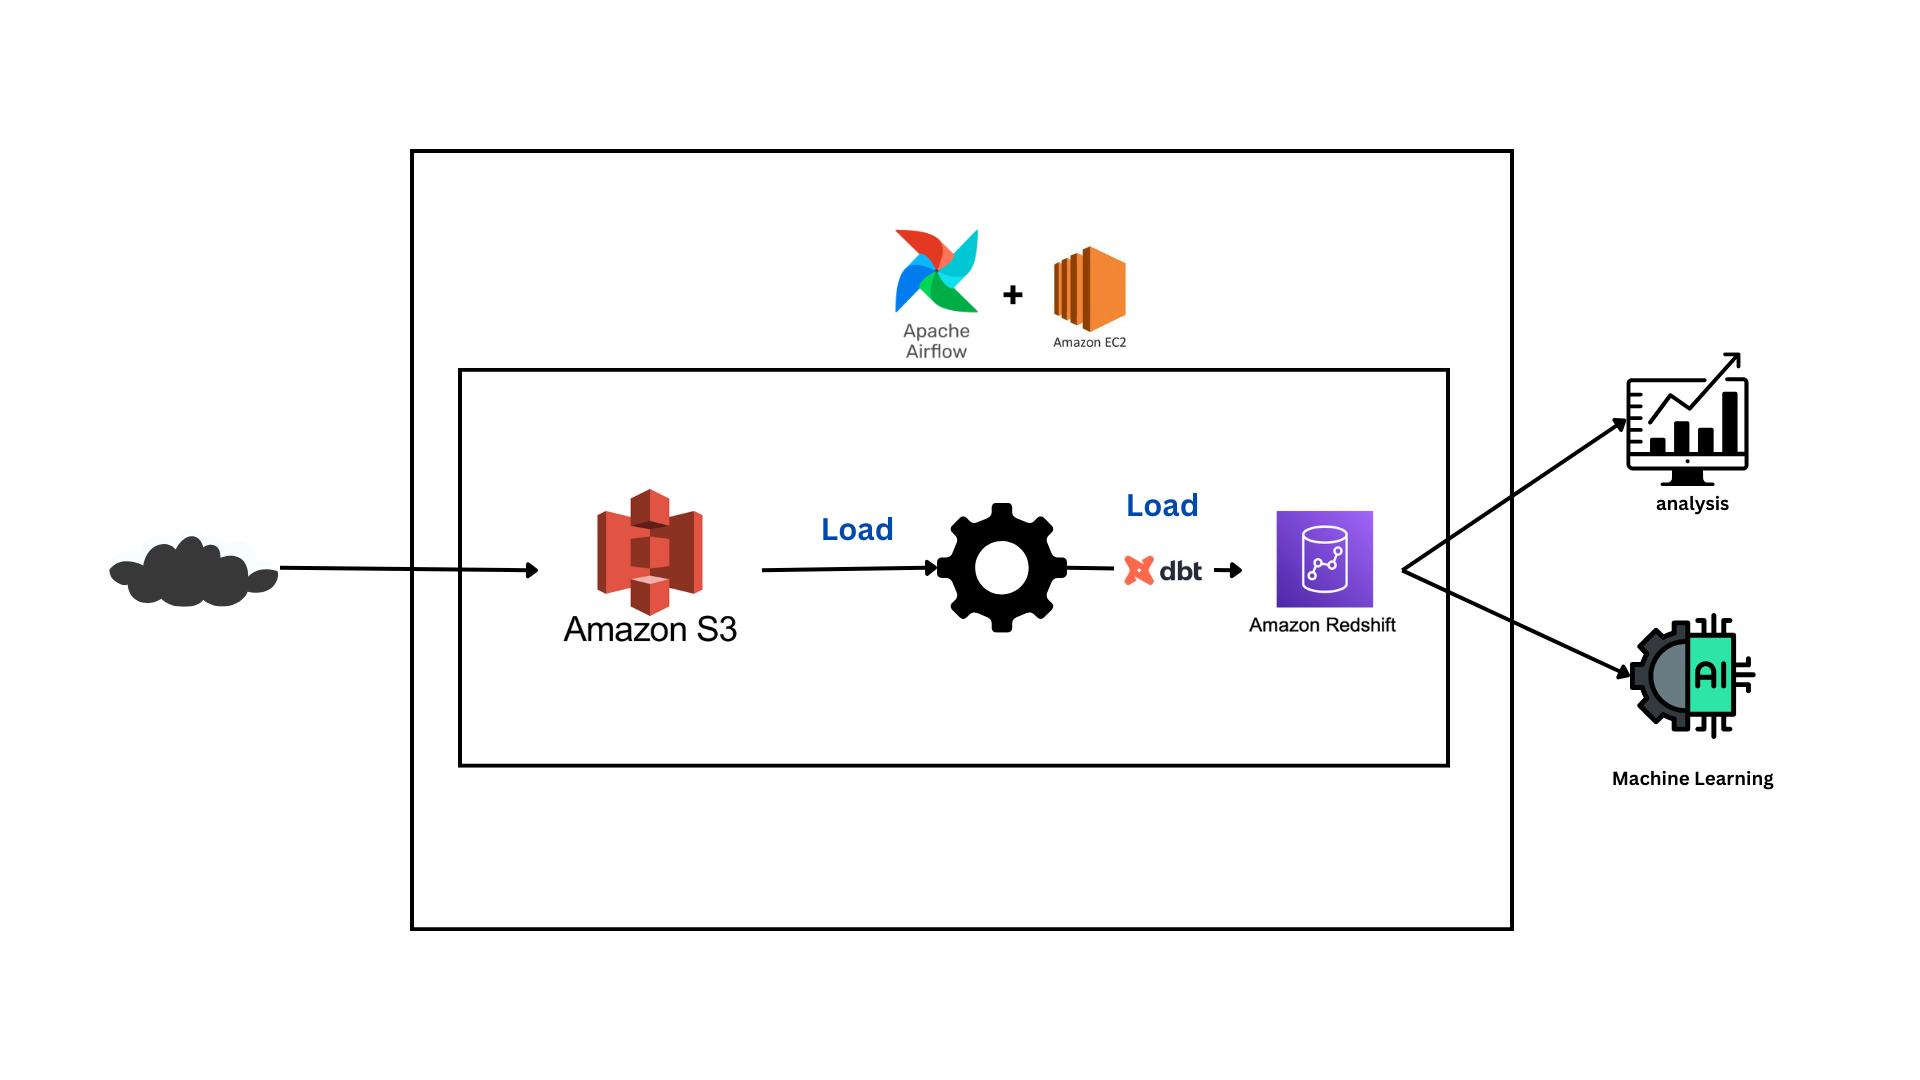 Apache
Airflow
+
Amazon EC2
Load
Load
dbt
Amazon S3
Amazon Redshift
analysis
AI
Machine Learning